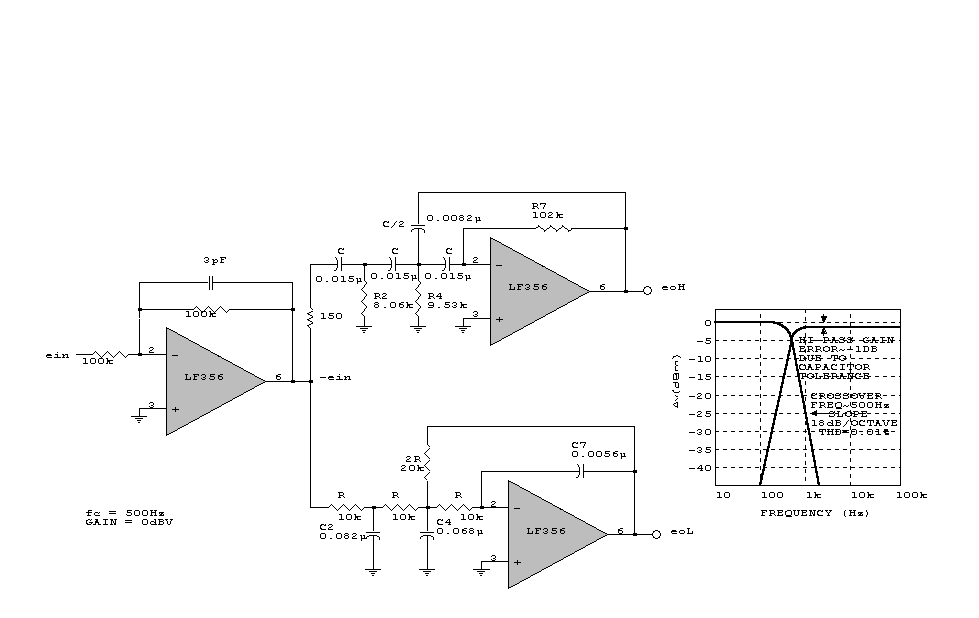 3pF
100k
ein
100k
2
−
LF356
6
3
+
-ein
150
C
C
C
0.015µ
0.015µ
0.015µ
C/2
0.0082µ
R7
102k
R2
8.06k
R4
9.53k
2
−
LF356
6
3
+
eoH
2R
20k
C7
0.0056µ
R
R
R
10k
10k
10k
C2
0.082µ
C4
0.068µ
2
−
LF356
6
3
+
eoL
fc = 500Hz
GAIN = 0dBV
Av(dBm)
0
-5
-10
-15
-20
-25
-30
-35
-40
HI PASS GAIN
ERROR~-1DB
DUE TO
CAPACITOR
TOLERANCE
CROSSOVER
FREQ~500Hz
SLOPE
18dB/OCTAVE
THD=0.01%
10 100 1k 10k 100k
FREQUENCY (Hz)